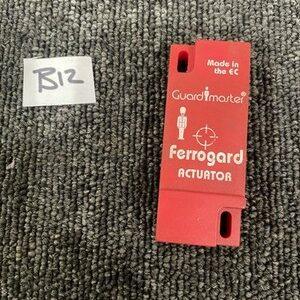 B12
Made in
the EC
Guardmaster®
Ferrogard
ACTUATOR